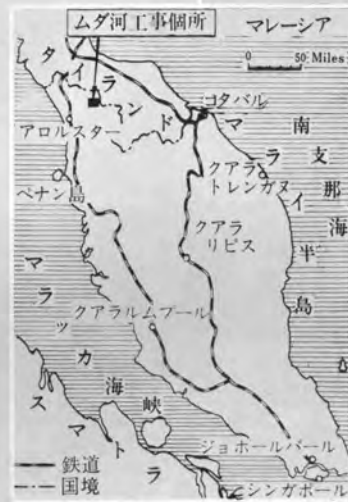 ムダ河工事個所
マレーシア
0 50 Miles
タイランド
コタバル
アロルスター
ペナン島
クアラ
トレンガヌ
クアラ
リピス
マライ半島
南支那海
クアラルムプール
マラッカ海峡
スマトラ
ジョホールバール
シンガポール
鉄道
国境